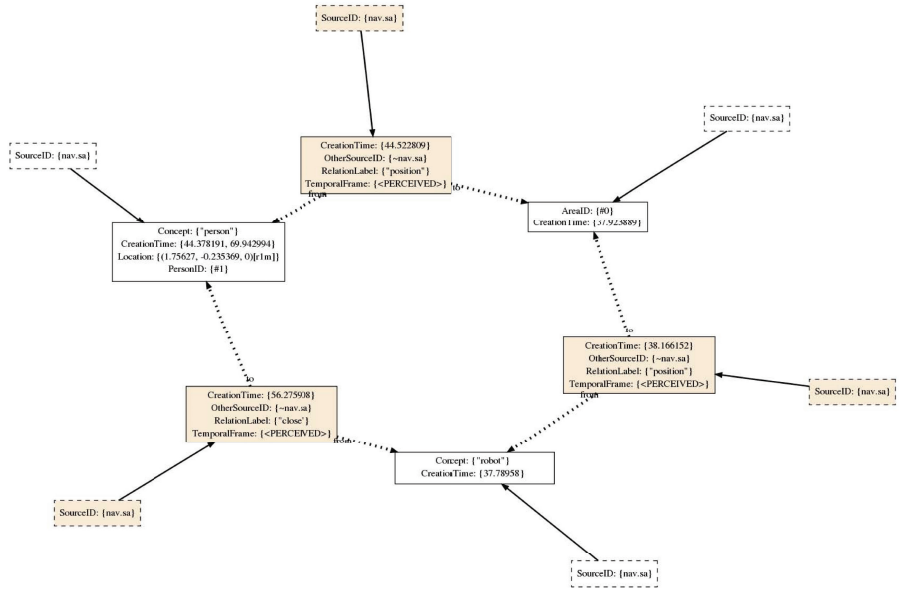 SourceID: {nav.sa}
SourceID: {nav.sa}
CreationTime: {44.522809}
OtherSourceID: {~nav.sa}
RelationLabel: {"position"}
TemporalFrame: {<PERCEIVED>}
from
to
SourceID: {nav.sa}
AreaID: {#0}
CreationTime: {37.923889}
Concept: {"person"}
CreationTime: {44.378191, 69.942994}
Location: {(1.75627, -0.235369, 0)[r1m]}
PersonID: {#1}
to
CreationTime: {38.166152}
OtherSourceID: {~nav.sa}
RelationLabel: {"position"}
TemporalFrame: {<PERCEIVED>}
from
to
SourceID: {nav.sa}
CreationTime: {56.275908}
OtherSourceID: {~nav.sa}
RelationLabel: {"close"}
TemporalFrame: {<PERCEIVED>}
from
Concept: {"robot"}
CreationTime: {37.78958}
SourceID: {nav.sa}
SourceID: {nav.sa}